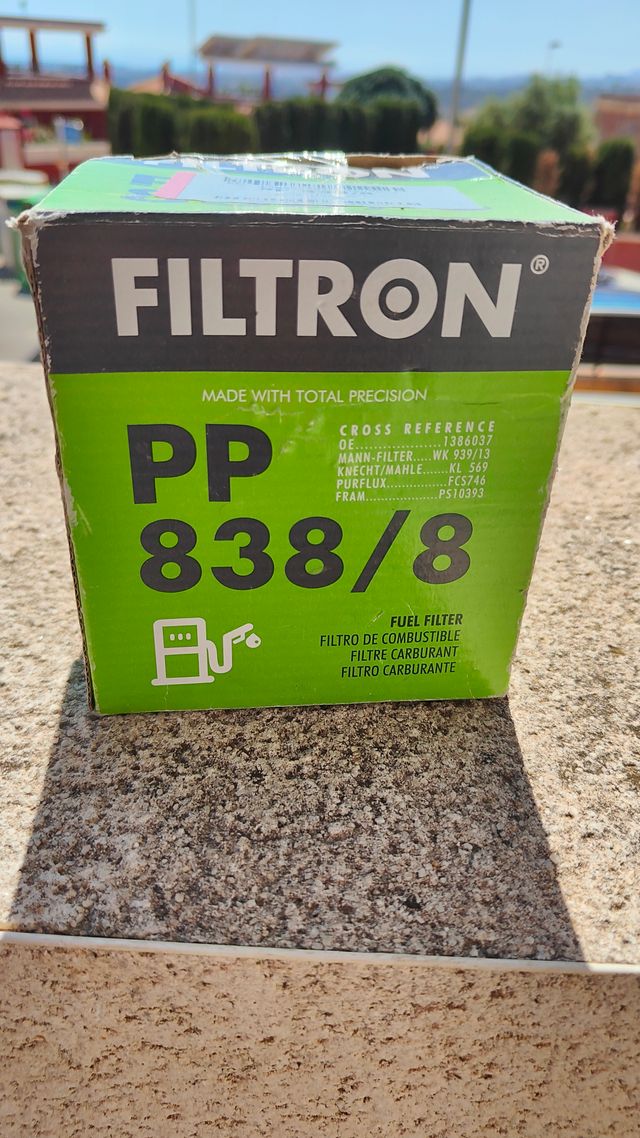 FILTRON
FILTRON®
MADE WITH TOTAL PRECISION
PP
838/8
CROSS REFERENCE
OE....................1386037
MANN-FILTER.....WK 939/13
KNECHT/MAHLE......KL 569
PURFLUX..............FCS746
FRAM.................PS10393
FUEL FILTER
FILTRO DE COMBUSTIBLE
FILTRE CARBURANT
FILTRO CARBURANTE